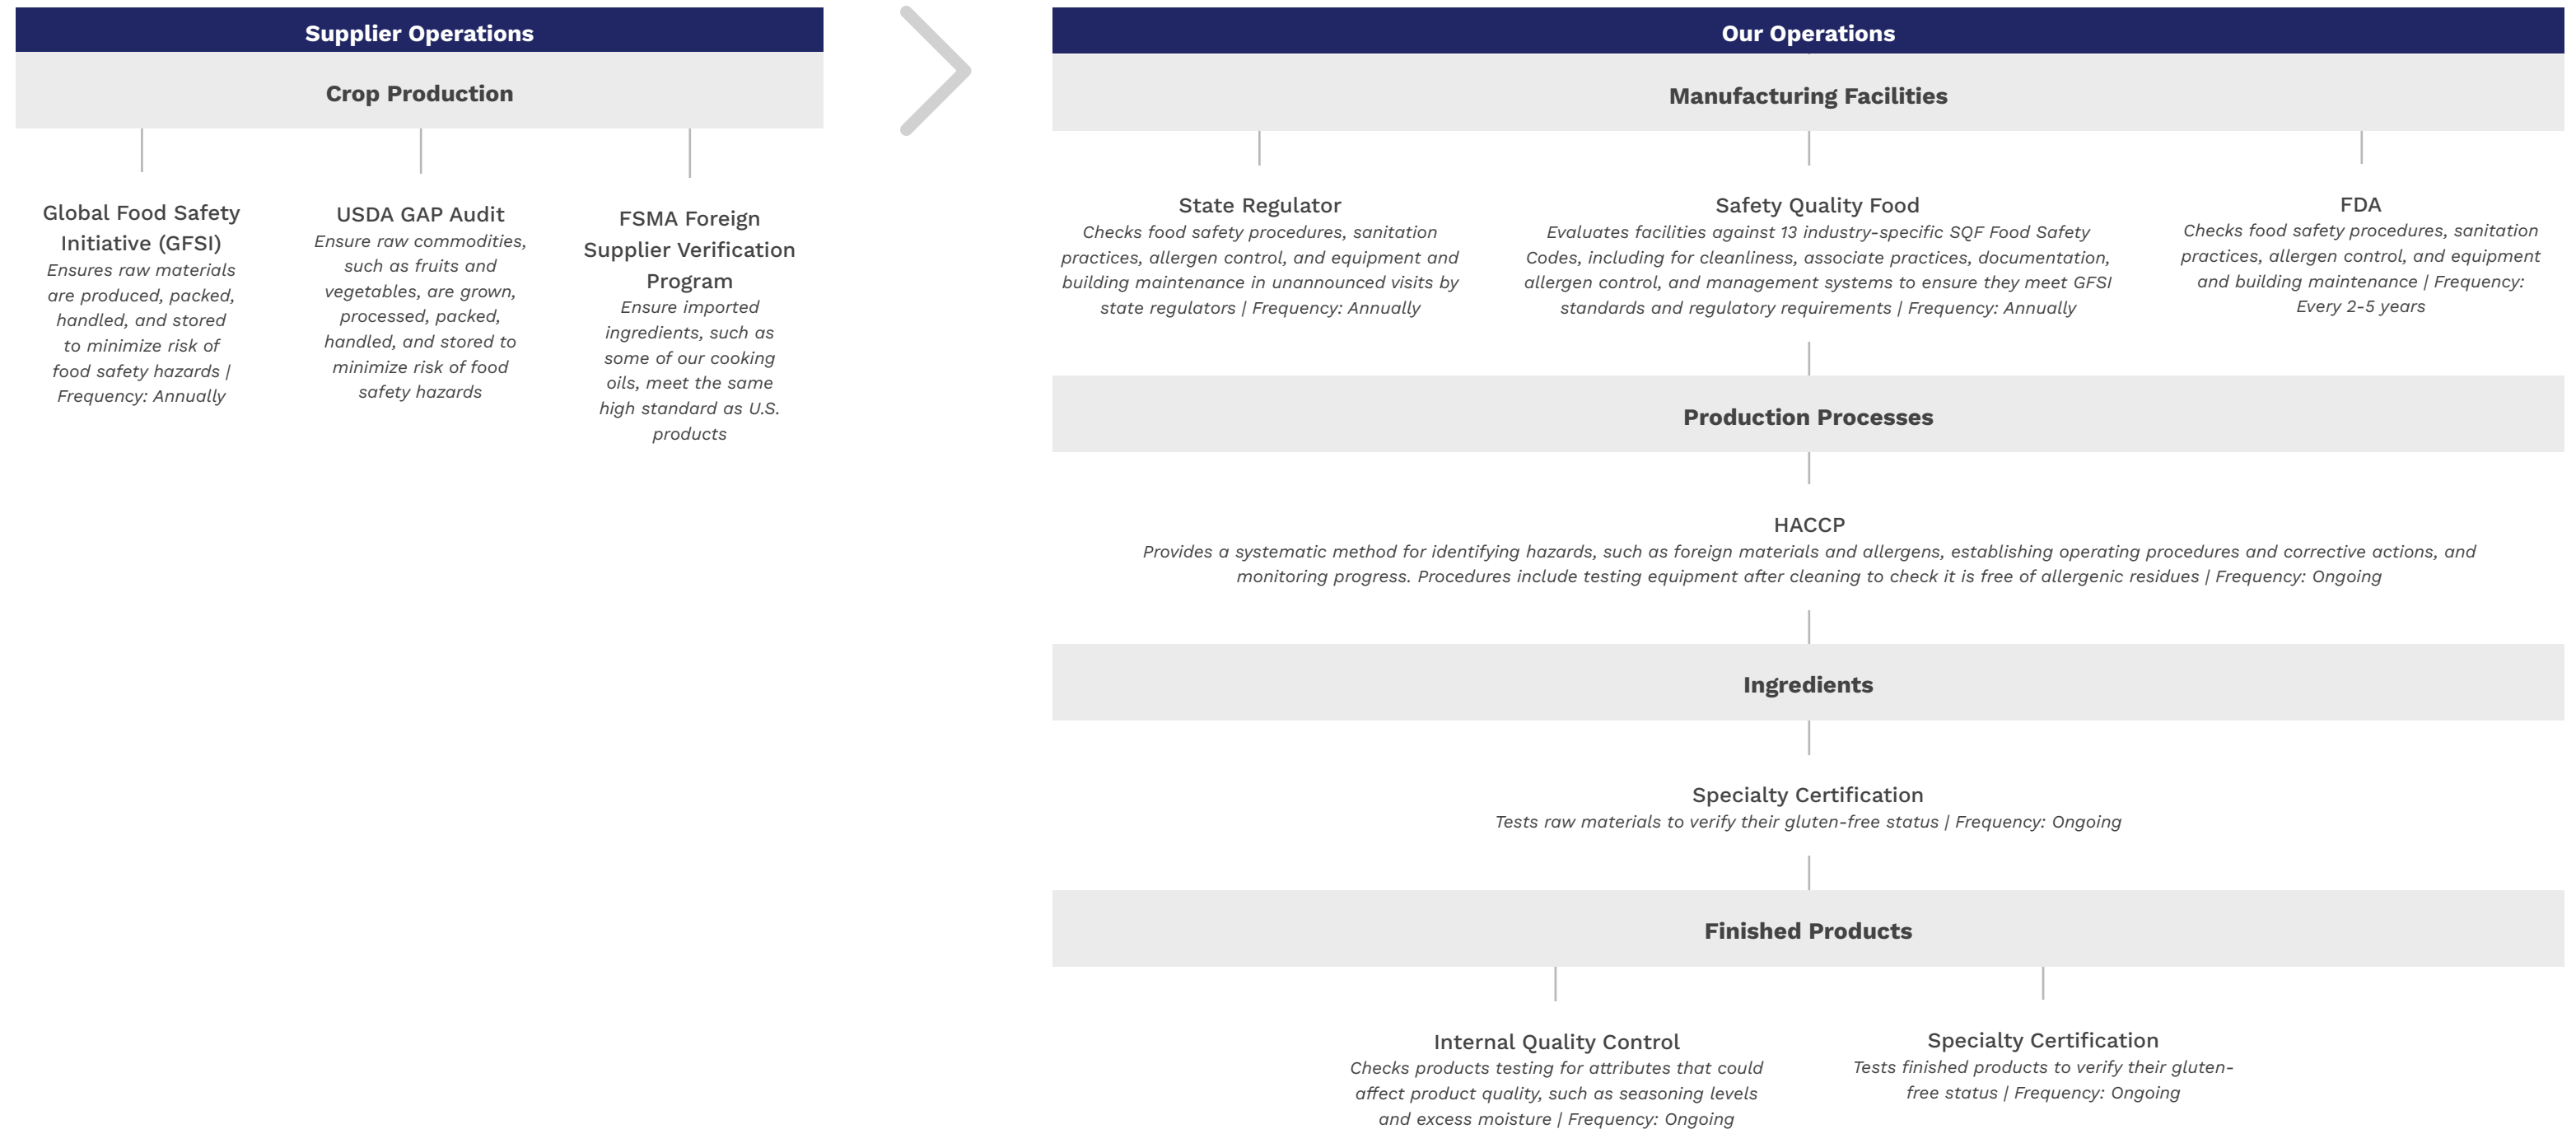 Supplier Operations
Crop Production
Global Food Safety
Initiative (GFSI)
Ensures raw materials
are produced, packed,
handled, and stored
to minimize risk of
food safety hazards |
Frequency: Annually
USDA GAP Audit
Ensure raw commodities,
such as fruits and
vegetables, are grown,
processed, packed,
handled, and stored to
minimize risk of food
safety hazards
FSMA Foreign
Supplier Verification
Program
Ensure imported
ingredients, such as
some of our cooking
oils, meet the same
high standard as U.S.
products
Our Operations
Manufacturing Facilities
State Regulator
Checks food safety procedures, sanitation
practices, allergen control, and equipment and
building maintenance in unannounced visits by
state regulators | Frequency: Annually
Safety Quality Food
Evaluates facilities against 13 industry-specific SQF Food Safety
Codes, including for cleanliness, associate practices, documentation,
allergen control, and management systems to ensure they meet GFSI
standards and regulatory requirements | Frequency: Annually
FDA
Checks food safety procedures, sanitation
practices, allergen control, and equipment
and building maintenance | Frequency:
Every 2-5 years
Production Processes
HACCP
Provides a systematic method for identifying hazards, such as foreign materials and allergens, establishing operating procedures and corrective actions, and
monitoring progress. Procedures include testing equipment after cleaning to check it is free of allergenic residues | Frequency: Ongoing
Ingredients
Specialty Certification
Tests raw materials to verify their gluten-free status | Frequency: Ongoing
Finished Products
Internal Quality Control
Checks products testing for attributes that could
affect product quality, such as seasoning levels
and excess moisture | Frequency: Ongoing
Specialty Certification
Tests finished products to verify their gluten-
free status | Frequency: Ongoing